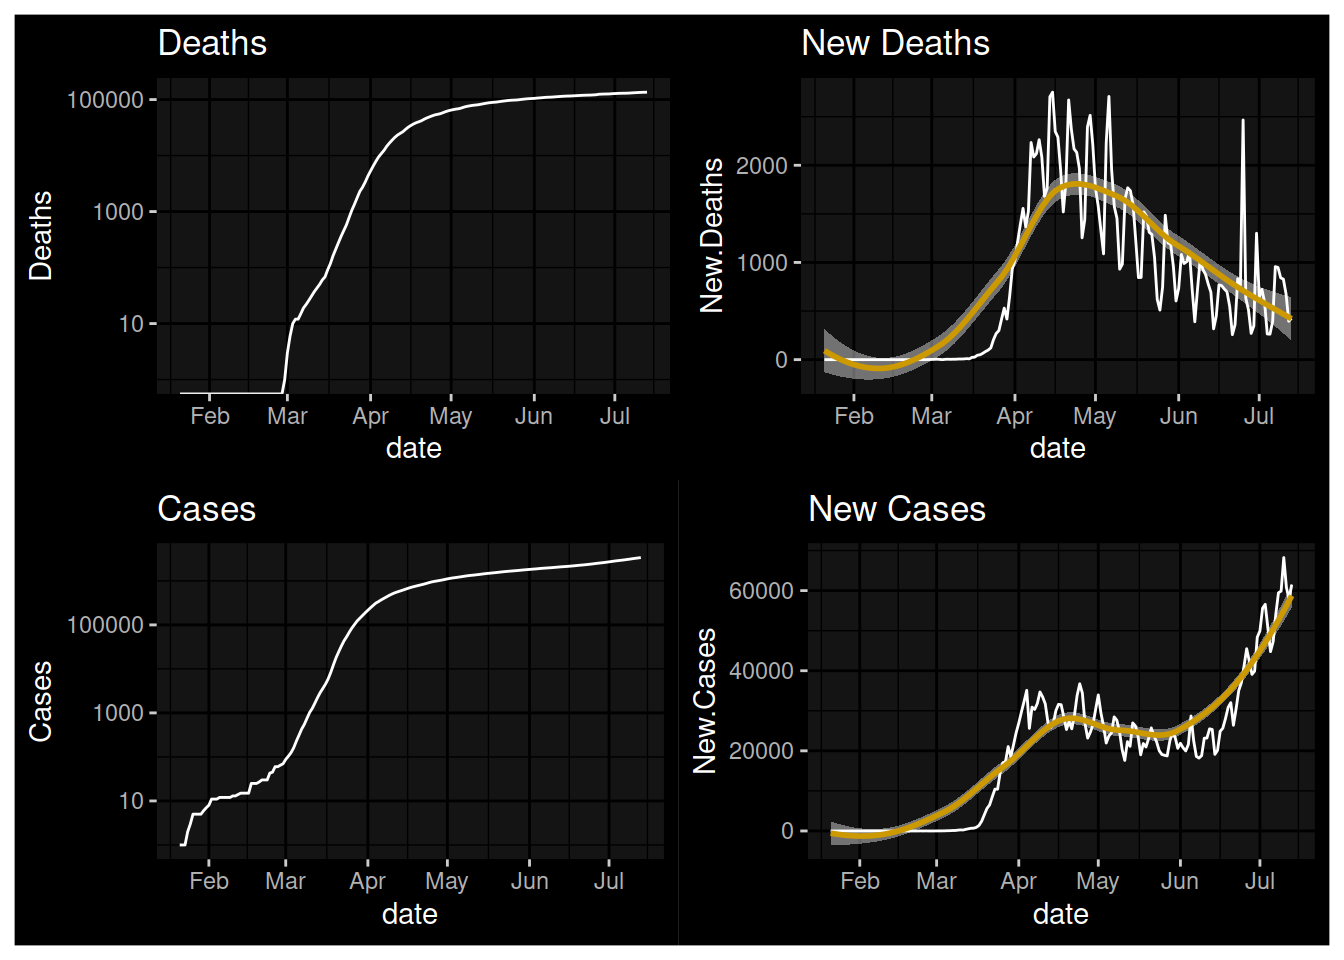 Deaths
Deaths
100000
1000
10
Feb Mar Apr May Jun Jul
date
New Deaths
New.Deaths
2000
1000
0
Feb Mar Apr May Jun Jul
date
Cases
Cases
100000
1000
10
Feb Mar Apr May Jun Jul
date
New Cases
New.Cases
60000
40000
20000
0
Feb Mar Apr May Jun Jul
date